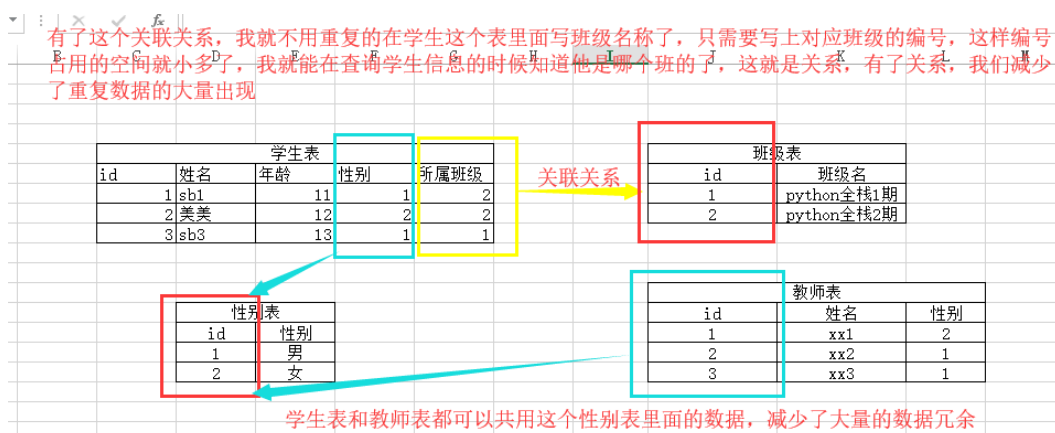 fx
有了这个关联关系，我就不用重复的在学生这个表里面写班级名称了，只需要写上对应班级的编号，这样编号
B C D E F G H I J K L M
占用的空间就小多了，我就能在查询学生信息的时候知道他是哪个班的了，这就是关系，有了关系，我们减少
了重复数据的大量出现
学生表 班级表
id 姓名 年龄 性别 所属班级 关联关系 id 班级名
1 sb1 11 1 2 1 python全栈1期
2 美美 12 2 2 2 python全栈2期
3 sb3 13 1 1
教师表
性别表 id 姓名 性别
id 性别 1 xx1 2
1 男 2 xx2 1
2 女 3 xx3 1
学生表和教师表都可以共用这个性别表里面的数据，减少了大量的数据冗余